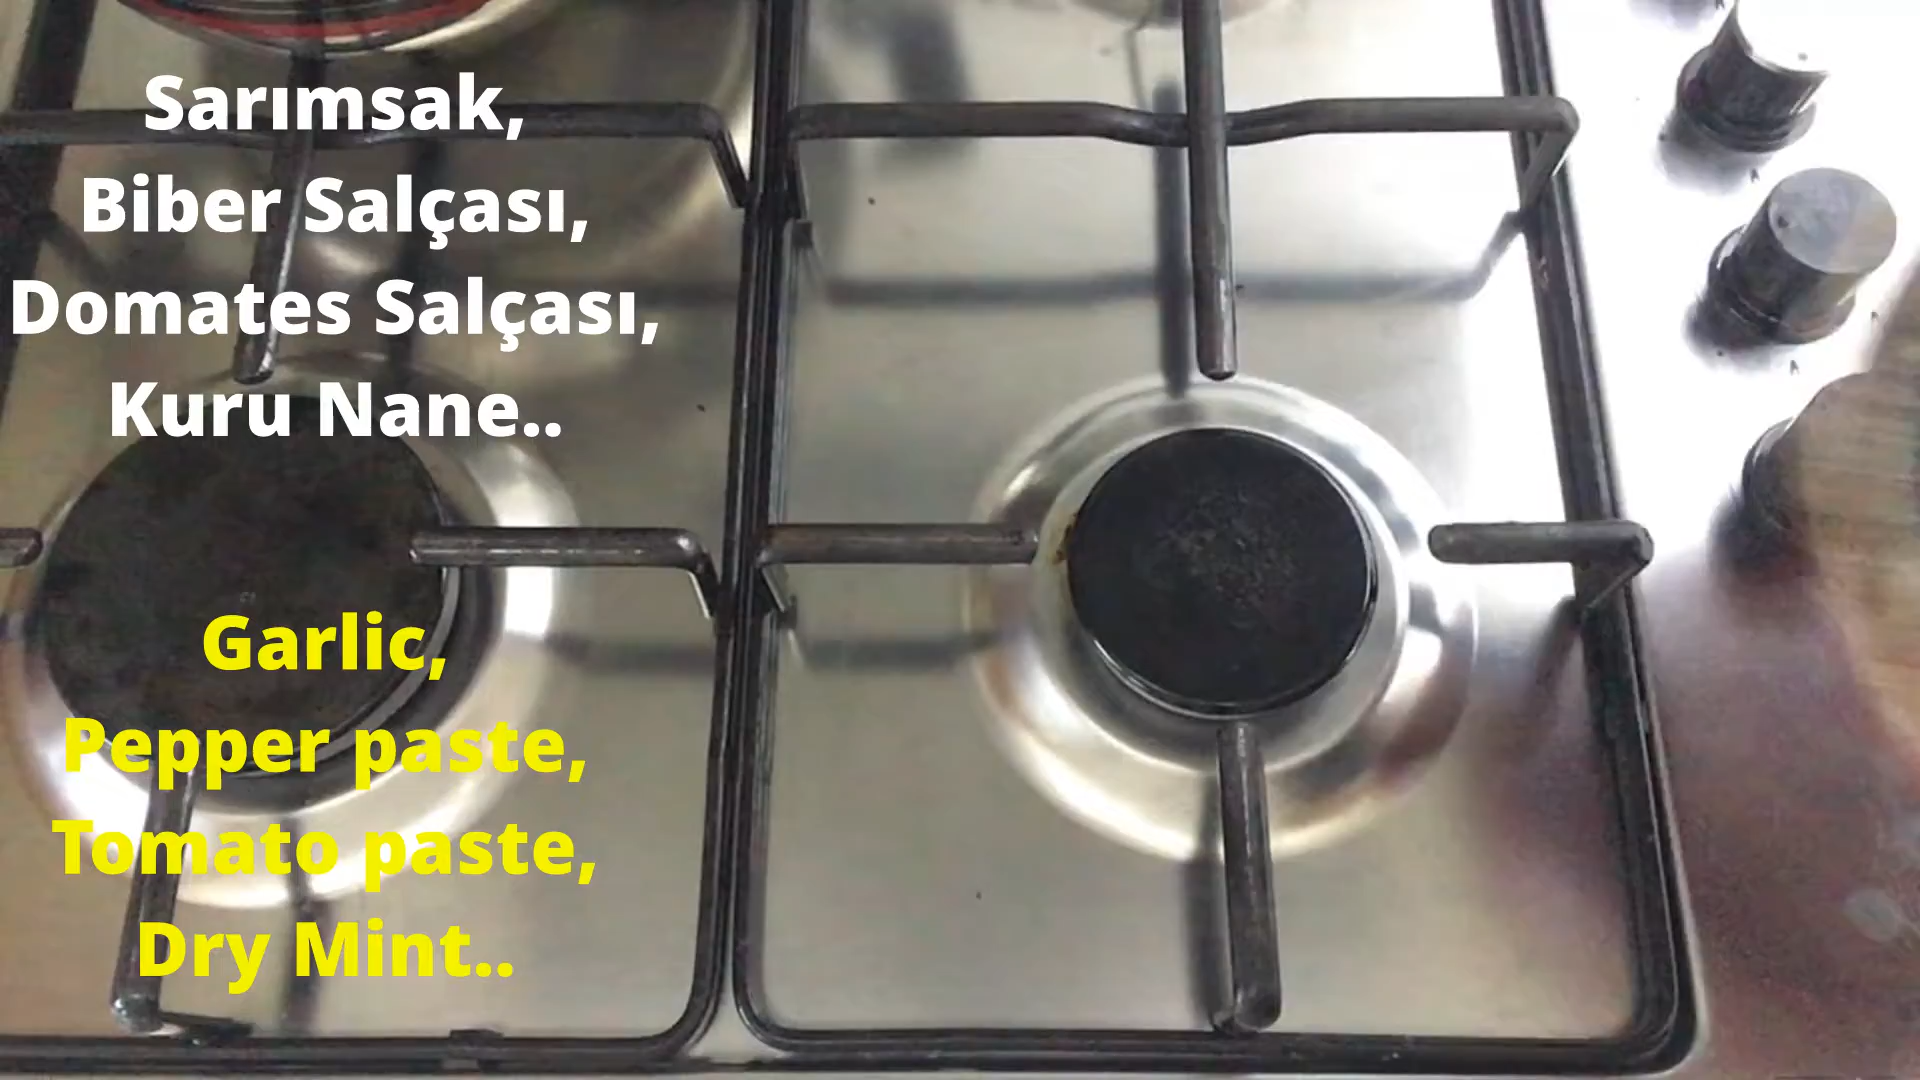 Sarımsak,
Biber Salçası,
Domates Salçası,
Kuru Nane..
Garlic,
Pepper paste,
Tomato paste,
Dry Mint..